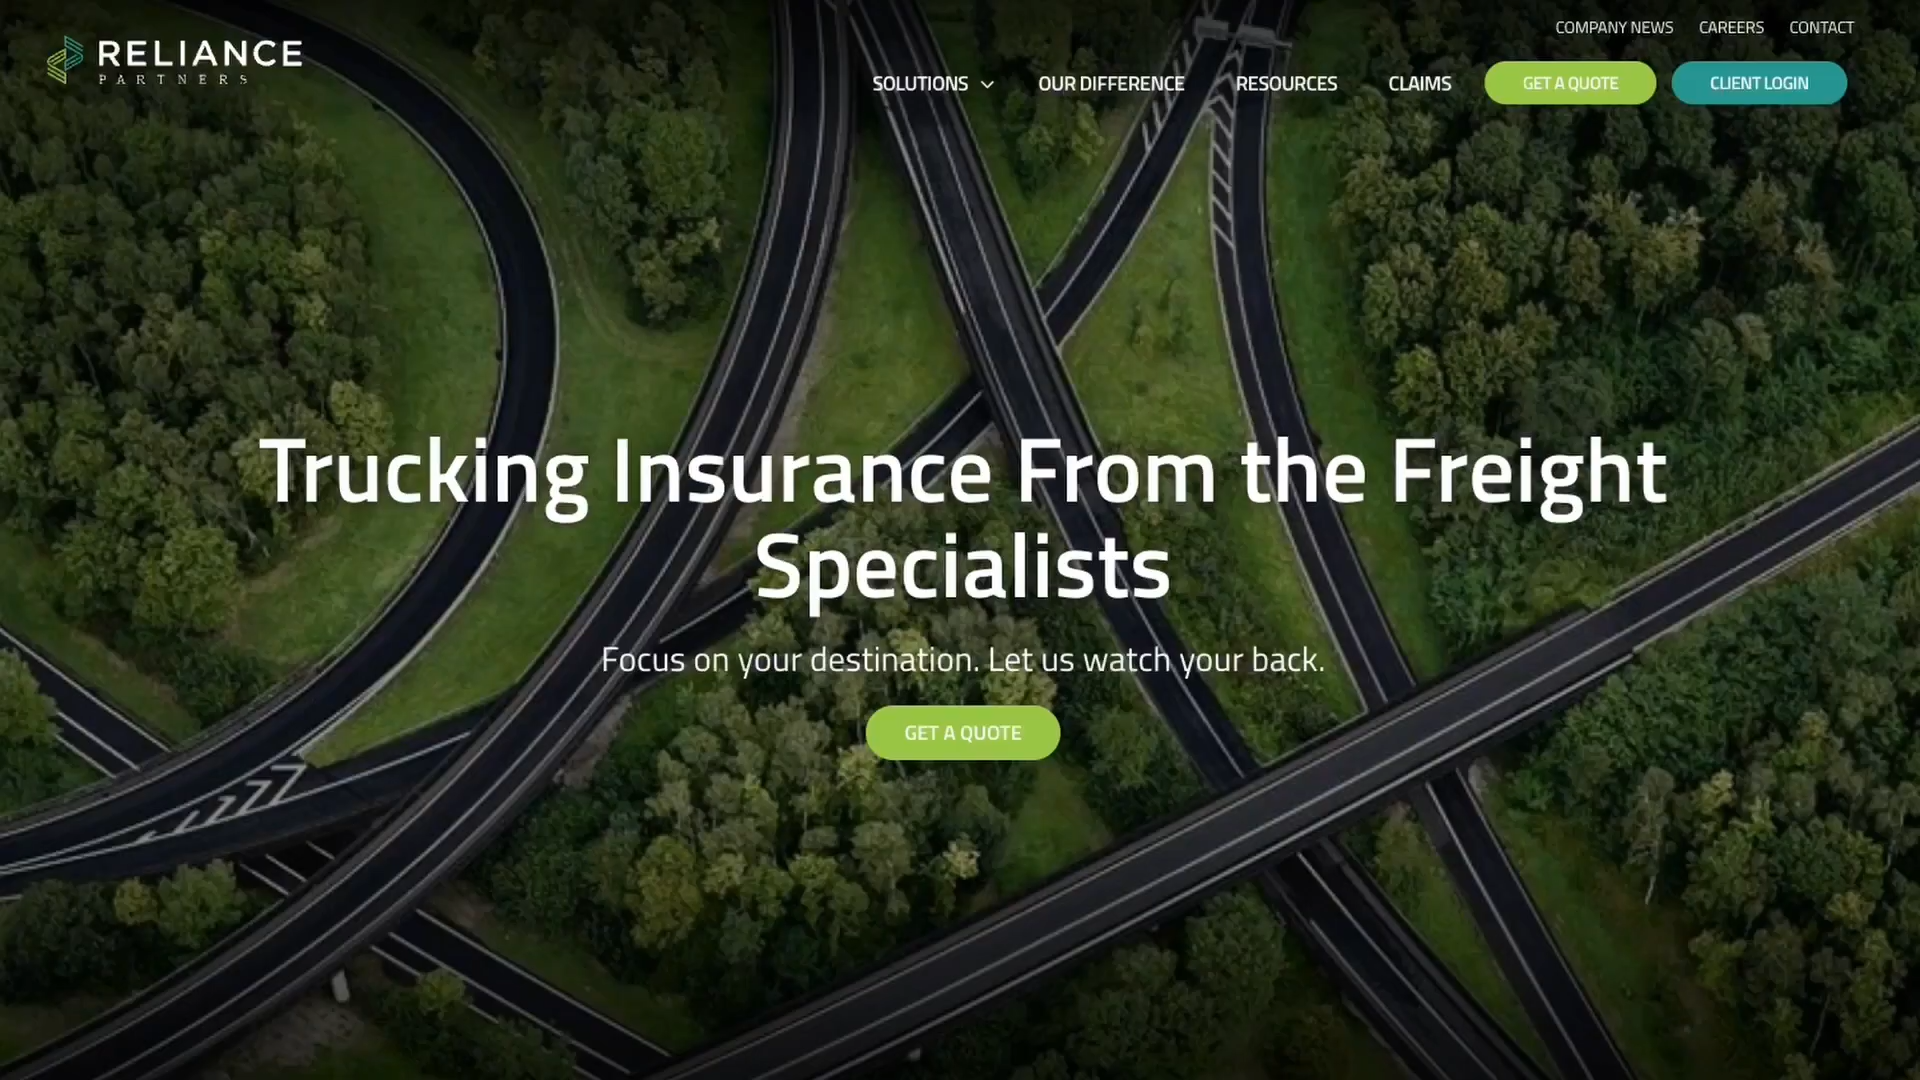 COMPANY NEWS CAREERS CONTACT
RELIANCE
PARTNERS
SOLUTIONS OUR DIFFERENCE RESOURCES CLAIMS GET A QUOTE CLIENT LOGIN
Trucking Insurance From the Freight
Specialists
Focus on your destination. Let us watch your back.
GET A QUOTE